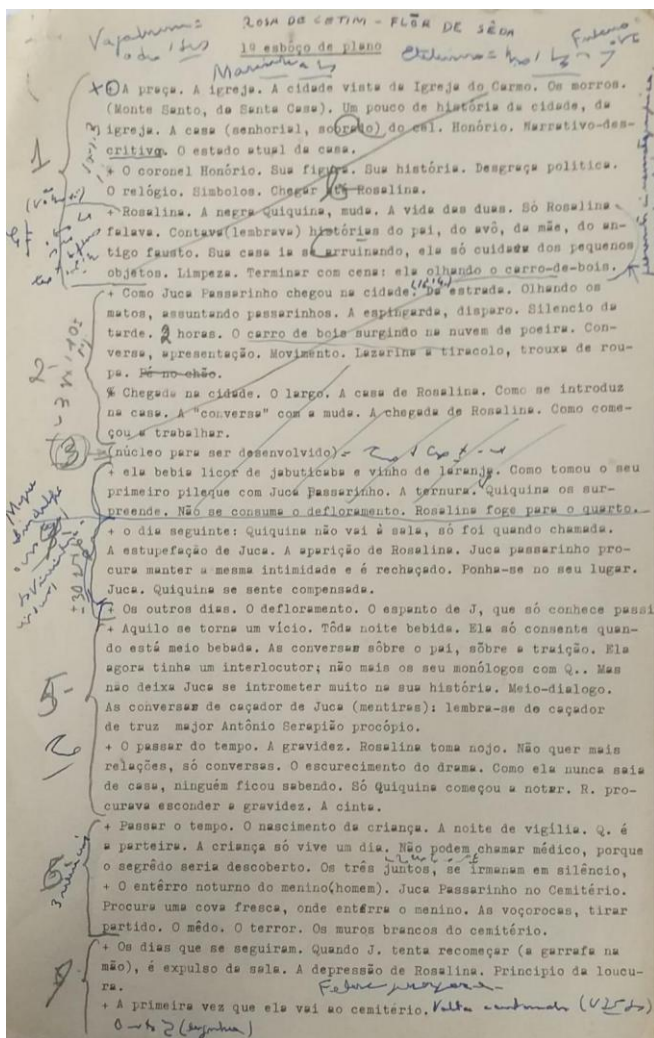 ROSA DE CETIM - FLÔR DE SÊDA
1º esbôço de plano
+ A praça. A igreja. A cidade vista da Igreja do Carmo. Os morros.
(Monte Santo, da Santa Casa). Um pouco de história da cidade, da
igreja. A casa (senhorial, sobrado) do cel. Honório. Narrativo-des-
critiva. O estado atual da casa.
+ O coronel Honório. Sua figura. Sua história. Desgraça política.
O relógio. Símbolos. Chegar até Rosalina.
+ Rosalina. A negra Quiquina, muda. A vida das duas. Só Rosalina
falava. Contava(lembrava) histórias do pai, do avô, da mãe, do an-
tigo fausto. Sua casa ia se arruinando, ela só cuidava dos pequenos
objetos. Limpeza. Terminar com cena: ela olhando o carro-de-bois.
1
+ Como Juca Passarinho chegou na cidade. Da estrada. Olhando os
matos, assuntando passarinhos. A espingarda, disparo. Silencio da
tarde. 3 horas. O carro de bois surgindo na nuvem de poeira. Con-
versa, apresentação. Movimento. Lazarina a tiracolo, trouxa de rou-
pa. Pé no chão.
% Chegada na cidade. O largo. A casa de Rosalina. Como se introduz
na casa. A "conversa" com a muda. A chegada de Rosalina. Como come-
çou a trabalhar.
2
3
(núcleo para ser desenvolvido)
+ ela bebia licor de jabuticaba e vinho de laranja. Como tomou o seu
primeiro pileque com Juca Passarinho. A ternura. Quiquina os sur-
preende. Não se consuma o defloramento. Rosalina foge para o quarto.
+ o dia seguinte: Quiquina não vai à sala, só foi quando chamada.
A estupefação de Juca. A aparição de Rosalina. Juca passarinho pro-
cura manter a mesma intimidade e é rechaçado. Ponha-se no seu lugar.
Juca. Quiquina se sente compensada.
+ Os outros dias. O defloramento. O espanto de J, que só conhece passi
+ Aquilo se torna um vício. Tôda noite bebida. Ela só consente quan-
do está meio bebada. As conversas sôbre o pai, sôbre a traição. Ela
agora tinha um interlocutor; não mais os seu monólogos com Q.. Mas
não deixa Juca se intrometer muito na sua história. Meio-dialogo.
As conversas de caçador de Juca (mentiras): lembra-se do caçador
de truz major Antônio Serapião procópio.
5
+ O passar do tempo. A gravidez. Rosalina toma nojo. Não quer mais
relações, só conversas. O escurecimento do drama. Como ela nunca saia
de casa, ninguém ficou sabendo. Só Quiquina começou a notar. R. pro-
curava esconder a gravidez. A cinta.
+ Passar o tempo. O nascimento da criança. A noite de vigília. Q. é
a parteira. A criança só vive um dia. Não podem chamar médico, porque
o segrêdo seria descoberto. Os três juntos, se irmanam em silêncio,
+ O entêrro noturno do menino(homem). Juca Passarinho no Cemitério.
Procura uma cova fresca, onde entérra o menino. As voçorocas, tirar
partido. O mêdo. O terror. Os muros brancos do cemitério.
+ Os dias que se seguiram. Quando J. tenta recomeçar (a garrafa na
mão), é expulso da sala. A depressão de Rosalina. Principio da loucu-
ra.
+ A primeira vez que ela vai ao cemitério. Volta cantando